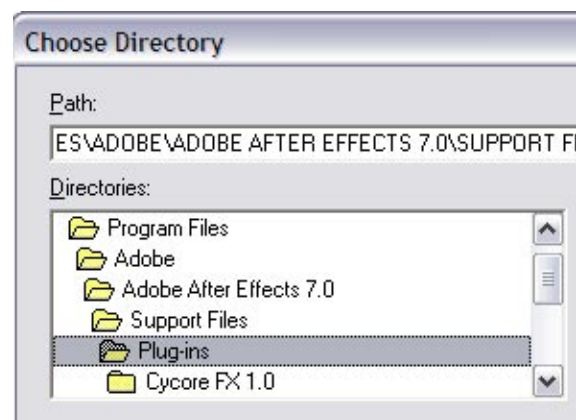 Choose Directory
Path:
ES\ADOBE\ADOBE AFTER EFFECTS 7.0\SUPPORT
Directories:
Program Files
Adobe
Adobe After Effects 7.0
Support Files
Plug-ins
Cycore FX 1.0